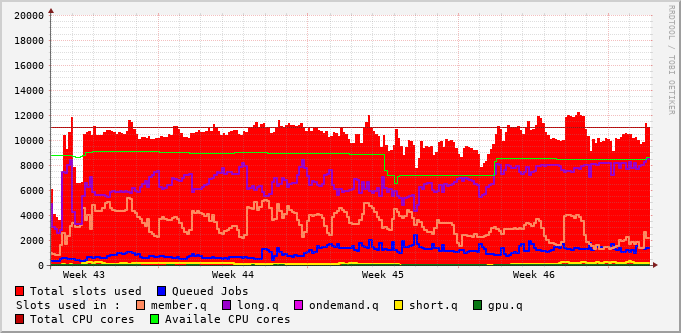 20000
18000
16000
14000
12000
10000
8000
6000
4000
2000
0
Week 43 Week 44 Week 45 Week 46
RRDTOOL / TOBI OETIKER
Total slots used Queued Jobs
Slots used in : member.q long.q ondemand.q short.q gpu.q
Total CPU cores Availale CPU cores